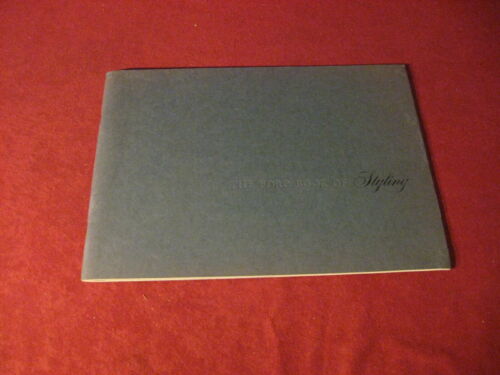 THE FORD BOOK OF Styling